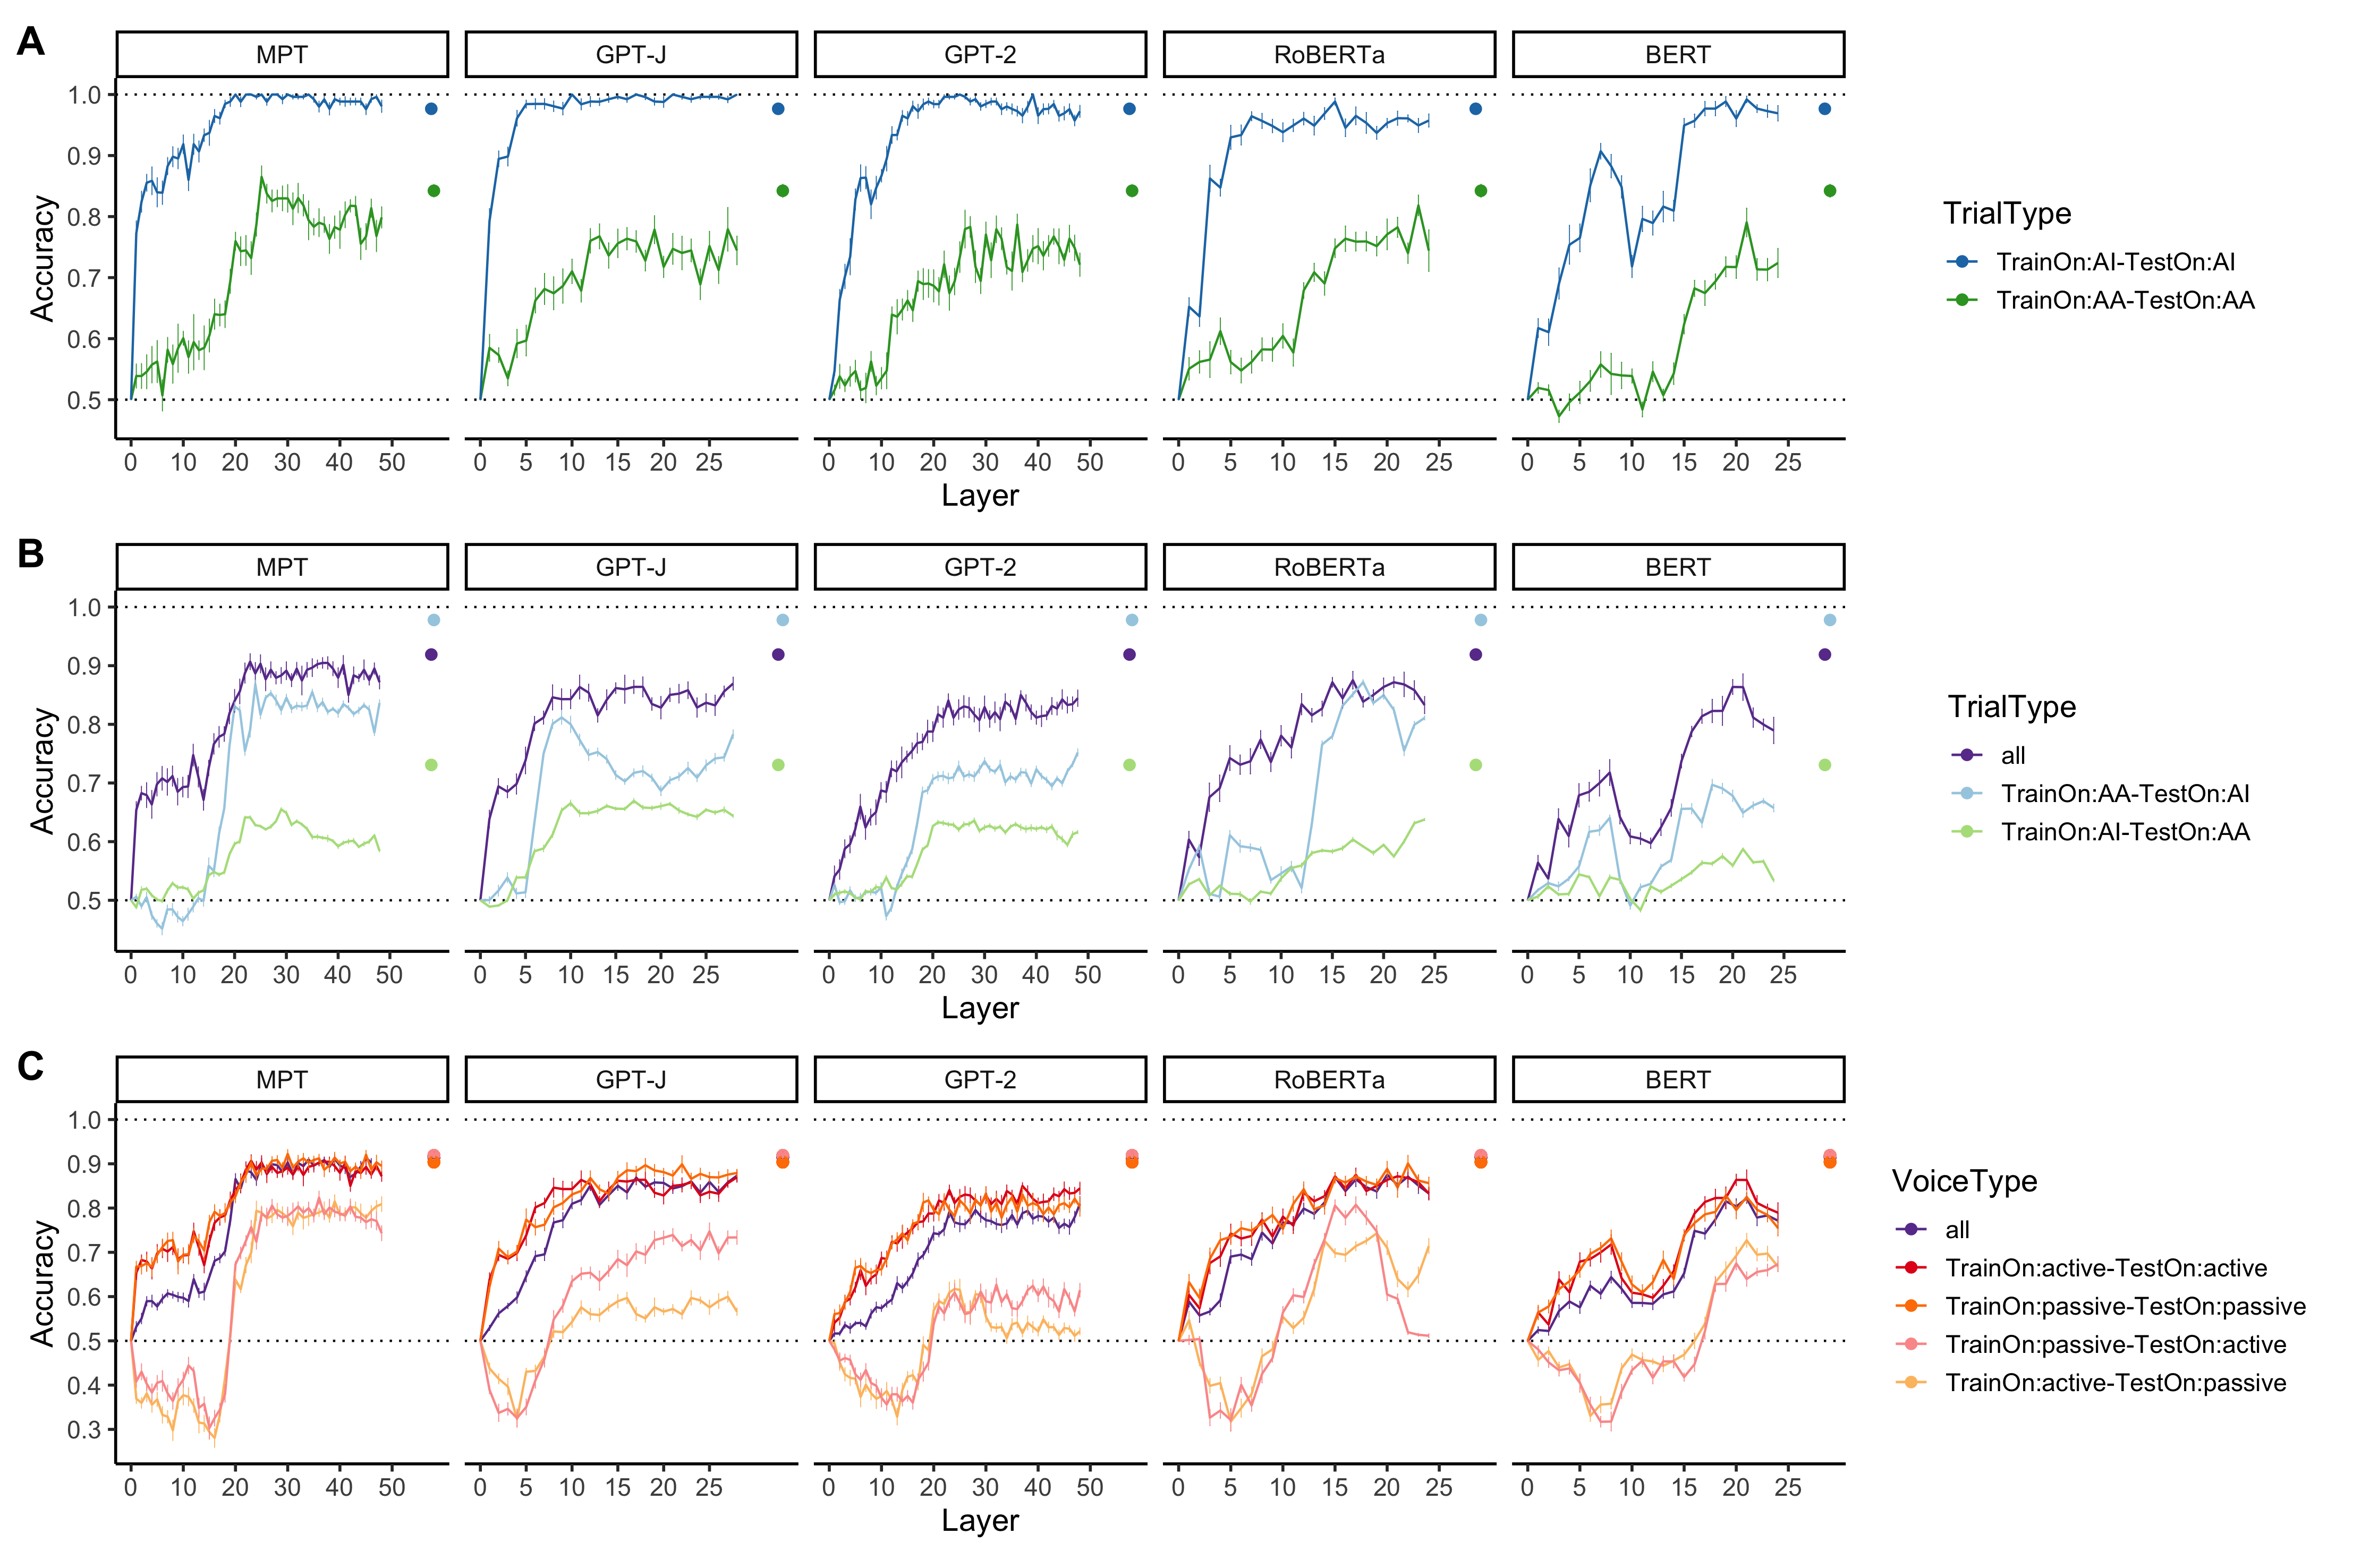 A
MPT GPT-J GPT-2 RoBERTa BERT
1.0
0.9
0.8
0.7
0.6
0.5
Accuracy
0 10 20 30 40 50 0 5 10 15 20 25 0 10 20 30 40 50 0 5 10 15 20 25 0 5 10 15 20 25
Layer
TrialType
TrainOn:AI-TestOn:AI
TrainOn:AA-TestOn:AA
B
MPT GPT-J GPT-2 RoBERTa BERT
1.0
0.9
0.8
0.7
0.6
0.5
Accuracy
0 10 20 30 40 50 0 5 10 15 20 25 0 10 20 30 40 50 0 5 10 15 20 25 0 5 10 15 20 25
Layer
TrialType
all
TrainOn:AA-TestOn:AI
TrainOn:AI-TestOn:AA
C
MPT GPT-J GPT-2 RoBERTa BERT
1.0
0.9
0.8
0.7
0.6
0.5
0.4
0.3
Accuracy
0 10 20 30 40 50 0 5 10 15 20 25 0 10 20 30 40 50 0 5 10 15 20 25 0 5 10 15 20 25
Layer
VoiceType
all
TrainOn:active-TestOn:active
TrainOn:passive-TestOn:passive
TrainOn:passive-TestOn:active
TrainOn:active-TestOn:passive